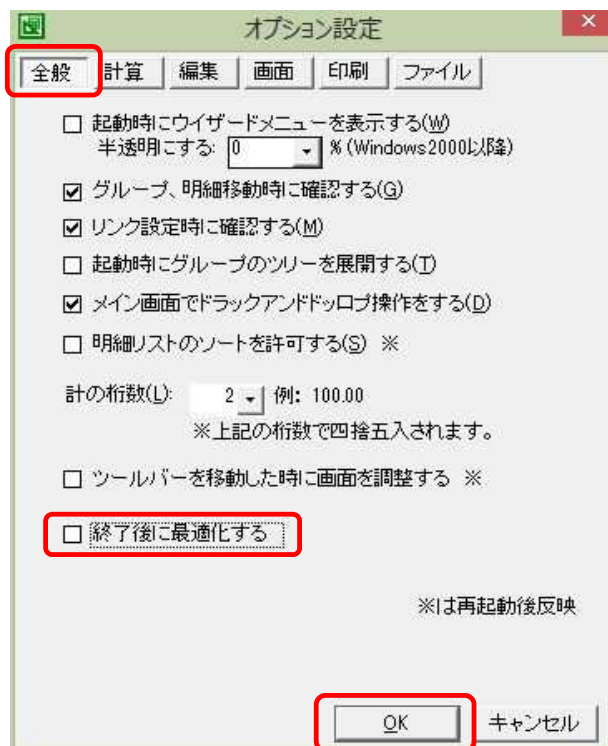 オプション設定
全般 計算 編集 画面 印刷 ファイル
起動時にウイザードメニューを表示する(W)
半透明にする: 0 %(Windows2000以降)
グループ、明細移動時に確認する(G)
リンク設定時に確認する(M)
起動時にグループのツリーを展開する(T)
メイン画面でドラックアンドドッロプ操作をする(D)
明細リストのソートを許可する(S) ※
計の桁数(L): 2 例: 100.00
※上記の桁数で四捨五入されます。
ツールバーを移動した時に画面を調整する ※
終了後に最適化する
※は再起動後反映
OK キャンセル